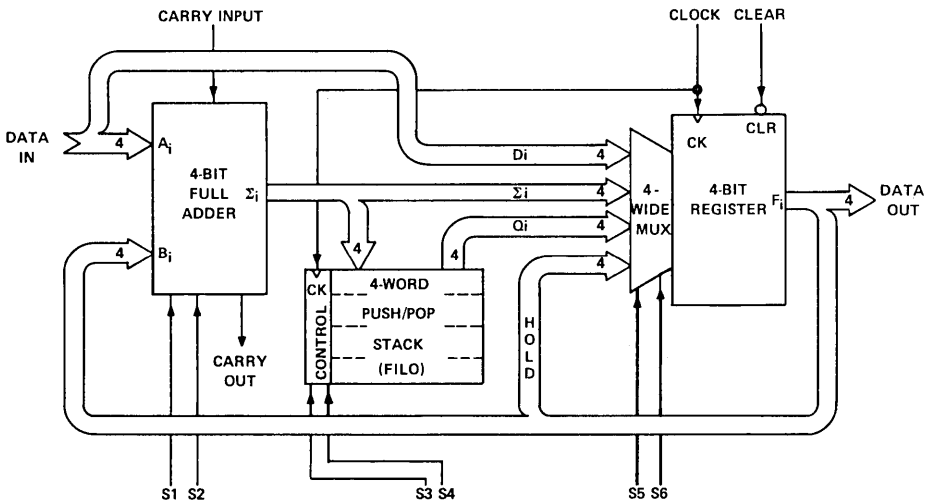 CARRY INPUT
CLOCK
CLEAR
DATA
IN
4
Ai
4-BIT
FULL
ADDER
Σi
4
Bi
CARRY
OUT
Di
4
Σi
4
Qi
4
4
4
4
CK
CONTROL
4-WORD
PUSH/POP
STACK
(FILO)
HOLD
4-
WIDE
MUX
CK
CLR
4-BIT
REGISTER
Fi
4
DATA
OUT
S1 S2
S3 S4
S5 S6